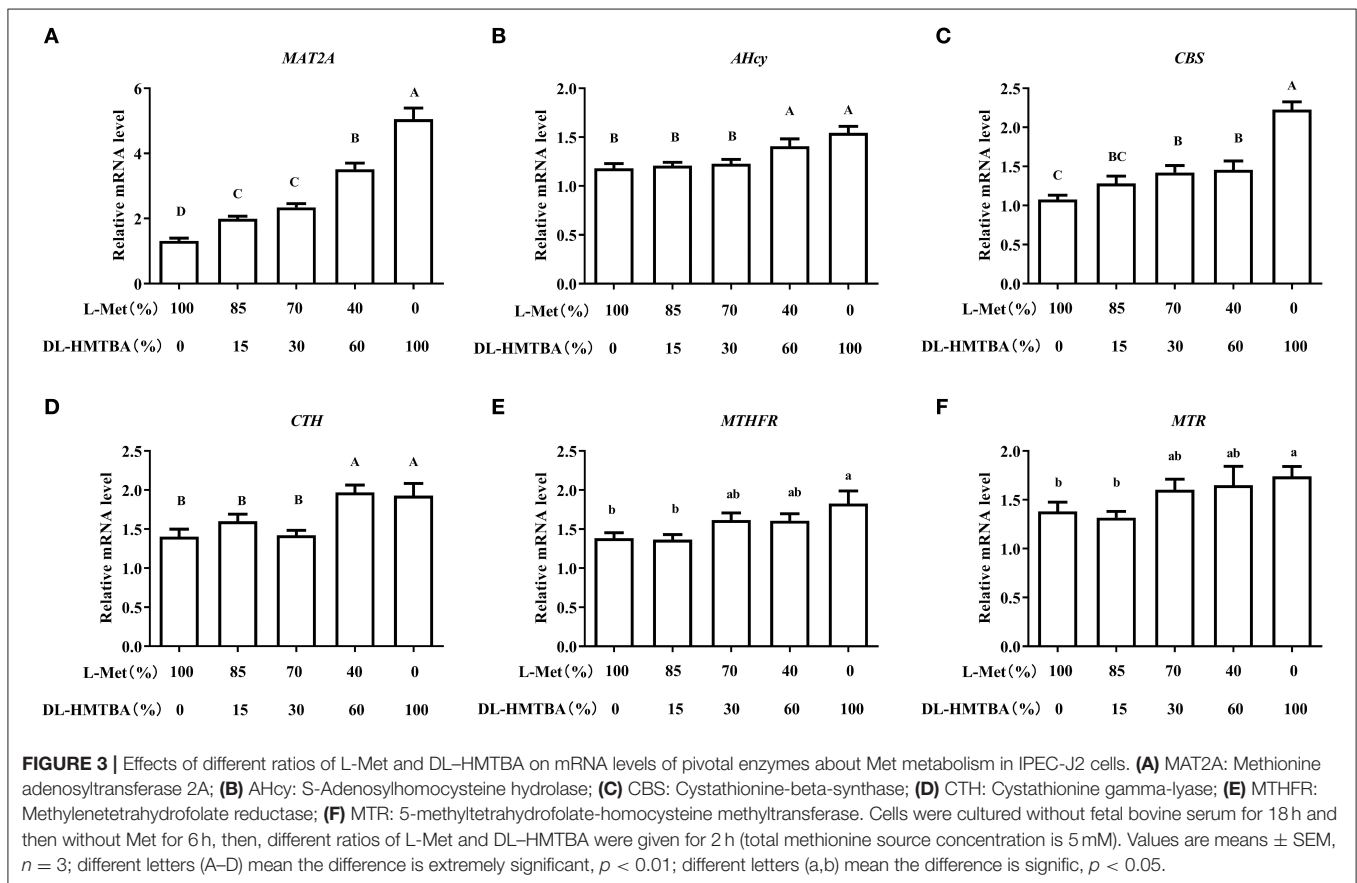 A
MAT2A
Relative mRNA level
6
4
2
0
D
C
C
B
A
L-Met(%) 100 85 70 40 0
DL-HMTBA(%) 0 15 30 60 100
B
AHcy
Relative mRNA level
2.0
1.5
1.0
0.5
0.0
B
B
B
A
A
L-Met(%) 100 85 70 40 0
DL-HMTBA(%) 0 15 30 60 100
C
CBS
Relative mRNA level
2.5
2.0
1.5
1.0
0.5
0.0
C
BC
B
B
A
L-Met(%) 100 85 70 40 0
DL-HMTBA(%) 0 15 30 60 100
D
CTH
Relative mRNA level
2.5
2.0
1.5
1.0
0.5
0.0
B
B
B
A
A
L-Met(%) 100 85 70 40 0
DL-HMTBA(%) 0 15 30 60 100
E
MTHFR
Relative mRNA level
2.5
2.0
1.5
1.0
0.5
0.0
b
b
ab
ab
a
L-Met(%) 100 85 70 40 0
DL-HMTBA(%) 0 15 30 60 100
F
MTR
Relative mRNA level
2.0
1.5
1.0
0.5
0.0
b
b
ab
ab
a
L-Met(%) 100 85 70 40 0
DL-HMTBA(%) 0 15 30 60 100
FIGURE 3 | Effects of different ratios of L-Met and DL–HMTBA on mRNA levels of pivotal enzymes about Met metabolism in IPEC-J2 cells. (A) MAT2A: Methionine
adenosyltransferase 2A; (B) AHcy: S-Adenosylhomocysteine hydrolase; (C) CBS: Cystathionine-beta-synthase; (D) CTH: Cystathionine gamma-lyase; (E) MTHFR:
Methylenetetrahydrofolate reductase; (F) MTR: 5-methyltetrahydrofolate-homocysteine methyltransferase. Cells were cultured without fetal bovine serum for 18 h and
then without Met for 6 h, then, different ratios of L-Met and DL–HMTBA were given for 2 h (total methionine source concentration is 5 mM). Values are means ± SEM,
n = 3; different letters (A–D) mean the difference is extremely significant, p < 0.01; different letters (a,b) mean the difference is signific, p < 0.05.